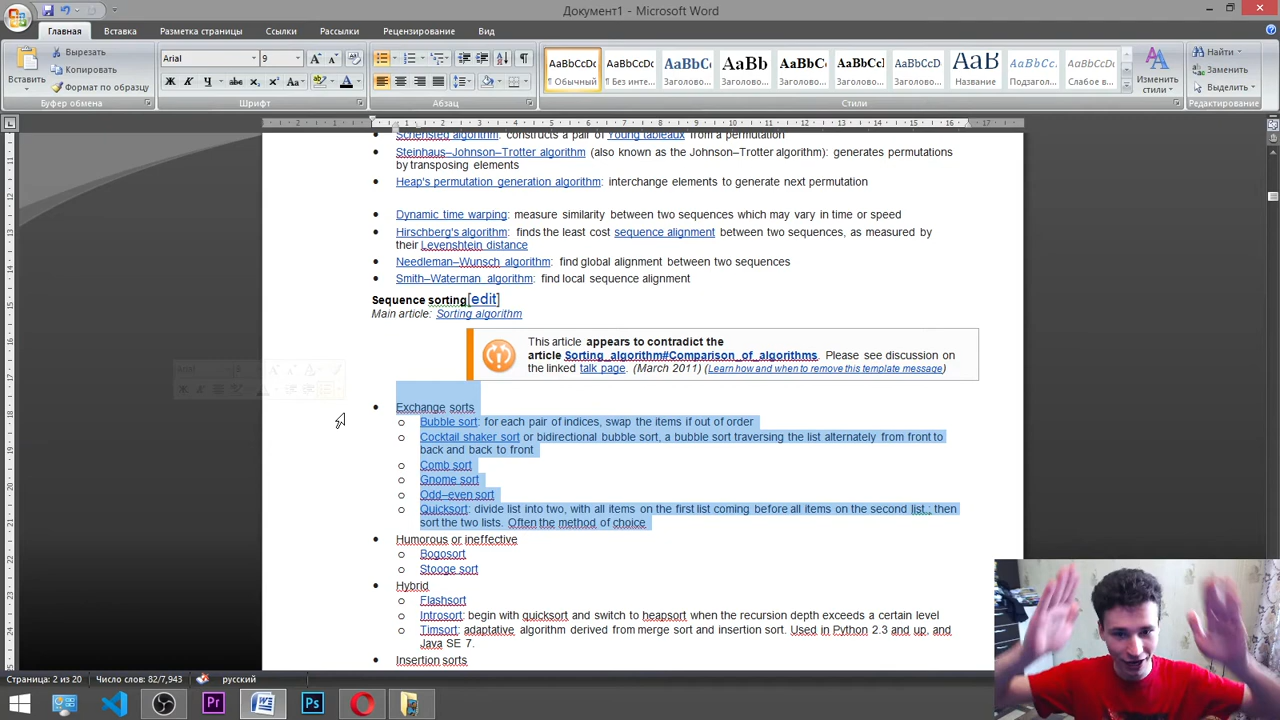 Документ1 - Microsoft Word
Главная Вставка Разметка страницы Ссылки Рассылки Рецензирование Вид
Вставить
Вырезать
Копировать
Формат по образцу
Буфер обмена
Arial 9
Шрифт
Абзац
AaBbCcDc AaBbCcDc AaBbC AaBb AaBbCcl AaBbCcl AaBbCcDc AaB AaBbCcDc AaBbCcDc
¶ Обычный ¶ Без инте... Заголово... Заголово... Заголово... Заголово... Заголово... Название Подзагол... Слабое в...
Стили
Изменить стили
Найти
Заменить
Выделить
Редактирование
Schensted algorithm: constructs a pair of Young tableaux from a permutation
Steinhaus–Johnson–Trotter algorithm (also known as the Johnson–Trotter algorithm): generates permutations
by transposing elements
Heap's permutation generation algorithm: interchange elements to generate next permutation
Dynamic time warping: measure similarity between two sequences which may vary in time or speed
Hirschberg's algorithm: finds the least cost sequence alignment between two sequences, as measured by
their Levenshtein distance
Needleman–Wunsch algorithm: find global alignment between two sequences
Smith–Waterman algorithm: find local sequence alignment
Sequence sorting[edit]
Main article: Sorting algorithm
This article appears to contradict the
article Sorting_algorithm#Comparison_of_algorithms. Please see discussion on
the linked talk page. (March 2011) (Learn how and when to remove this template message)
Exchange sorts
Bubble sort: for each pair of indices, swap the items if out of order
Cocktail shaker sort or bidirectional bubble sort, a bubble sort traversing the list alternately from front to
back and back to front
Comb sort
Gnome sort
Odd–even sort
Quicksort: divide list into two, with all items on the first list coming before all items on the second list.; then
sort the two lists. Often the method of choice
Humorous or ineffective
Bogosort
Stooge sort
Hybrid
Flashsort
Introsort: begin with quicksort and switch to heapsort when the recursion depth exceeds a certain level
Timsort: adaptative algorithm derived from merge sort and insertion sort. Used in Python 2.3 and up, and
Java SE 7.
Insertion sorts
Страница: 2 из 20 Число слов: 82/7,943 русский